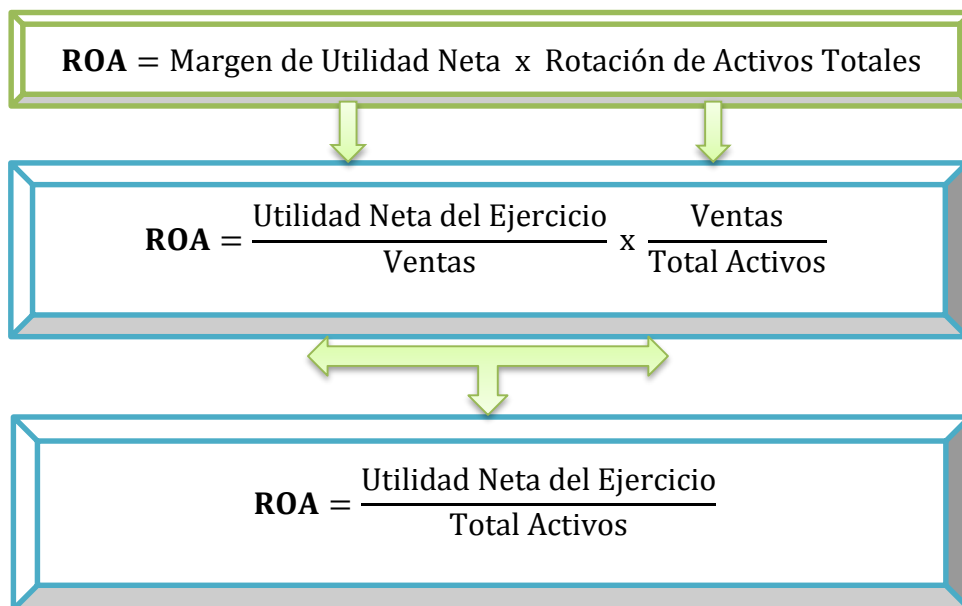 ROA = Margen de Utilidad Neta x Rotación de Activos Totales
ROA = Utilidad Neta del Ejercicio / Ventas x Ventas / Total Activos
ROA = Utilidad Neta del Ejercicio / Total Activos